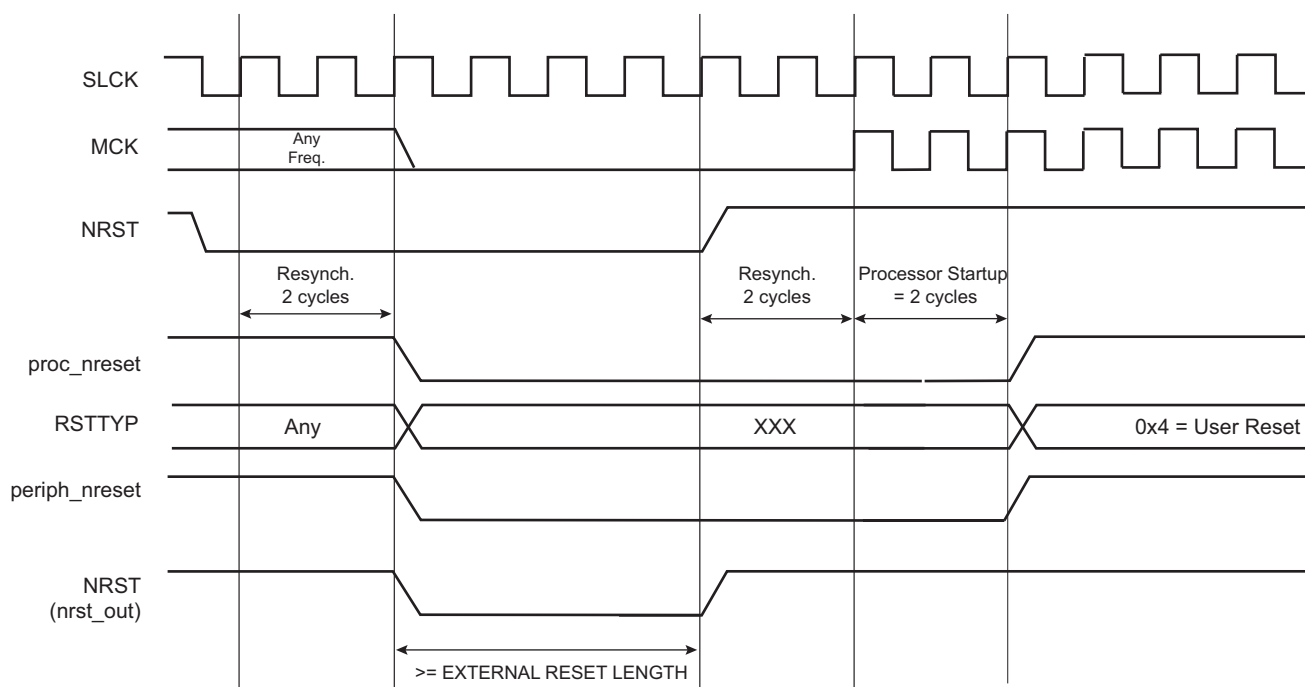 SLCK
MCK
Any
Freq.
NRST
Resynch.
2 cycles
Resynch.
2 cycles
Processor Startup
= 2 cycles
proc_nreset
RSTTYP
Any
XXX
0x4 = User Reset
periph_nreset
NRST
(nrst_out)
>= EXTERNAL RESET LENGTH